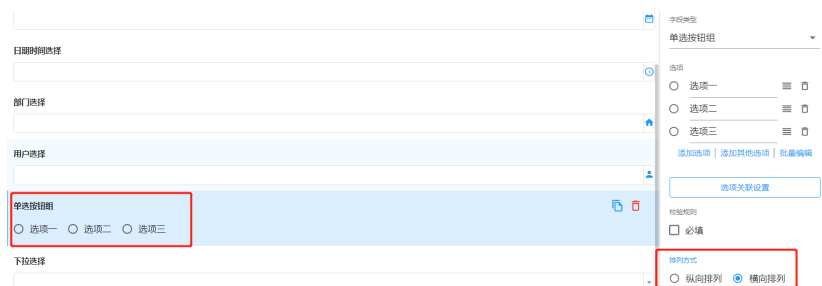 日期时间选择
部门选择
用户选择
单选按钮组
选项一 选项二 选项三
下拉选择
字段类型
单选按钮组
选项
选项一
选项二
选项三
添加选项 | 添加其他选项 | 批量编辑
选项关联设置
校验规则
必填
排列方式
纵向排列 横向排列